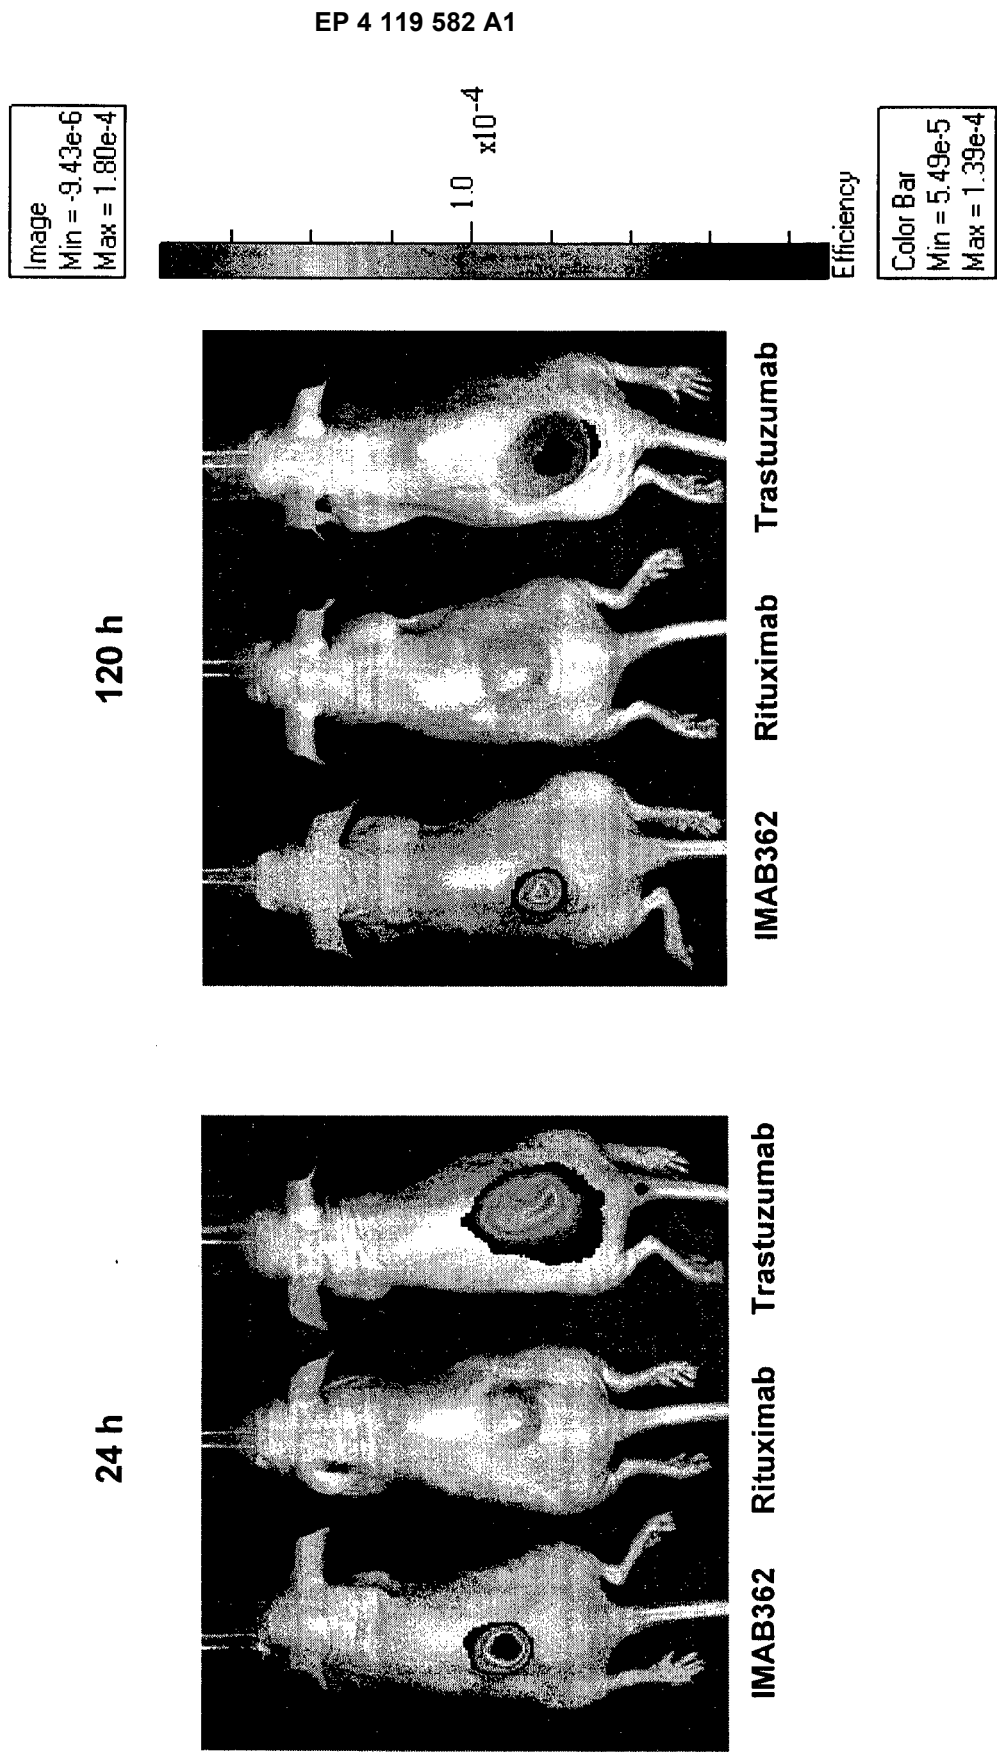 EP 4 119 582 A1
24 h
IMAB362
Rituximab
Trastuzumab
120 h
IMAB362
Rituximab
Trastuzumab
Image
Min = -9.43e-6
Max = 1.80e-4
1.0
x10-4
Efficiency
Color Bar
Min = 5.49e-5
Max = 1.39e-4